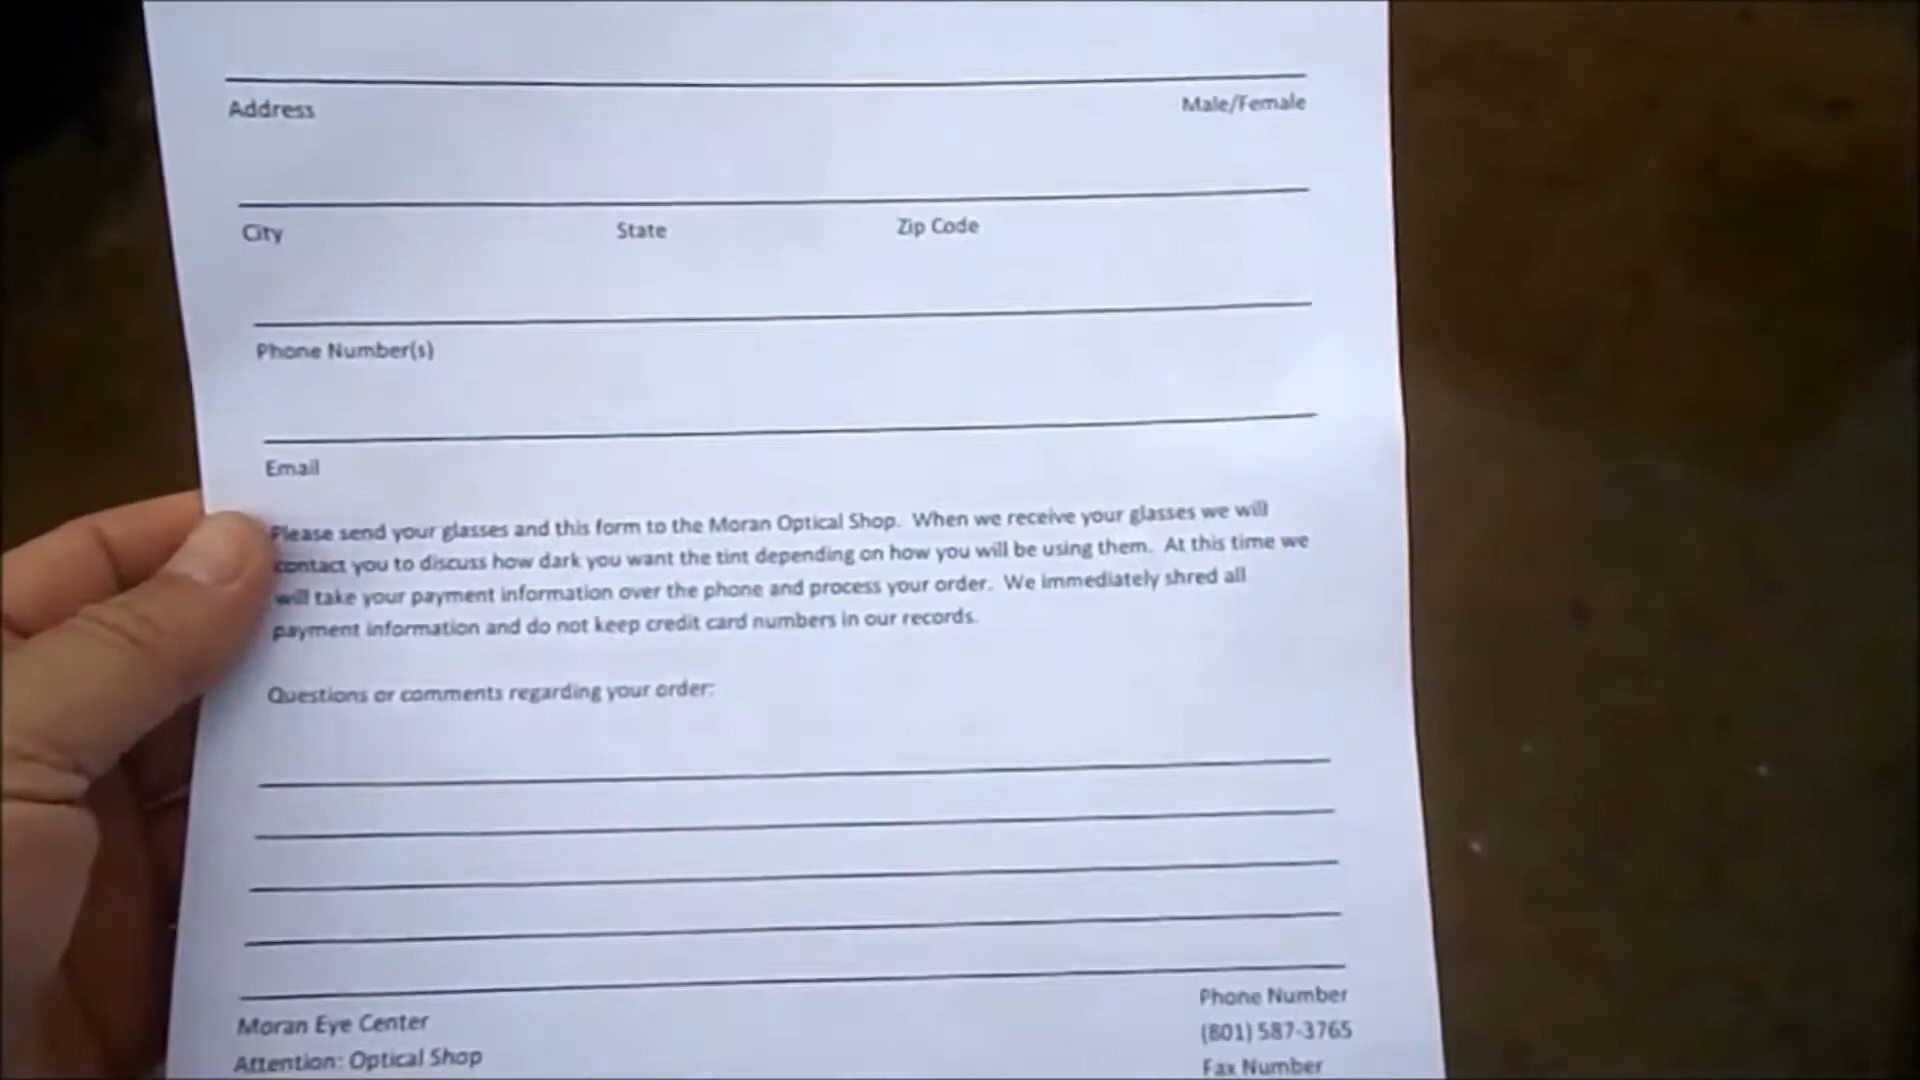 Address Male/Female
City State Zip Code
Phone Number(s)
Email
Please send your glasses and this form to the Moran Optical Shop. When we receive your glasses we will
contact you to discuss how dark you want the tint depending on how you will be using them. At this time we
will take your payment information over the phone and process your order. We immediately shred all
payment information and do not keep credit card numbers in our records.
Questions or comments regarding your order:
Moran Eye Center Phone Number
Attention: Optical Shop (801) 587-3765
Fax Number